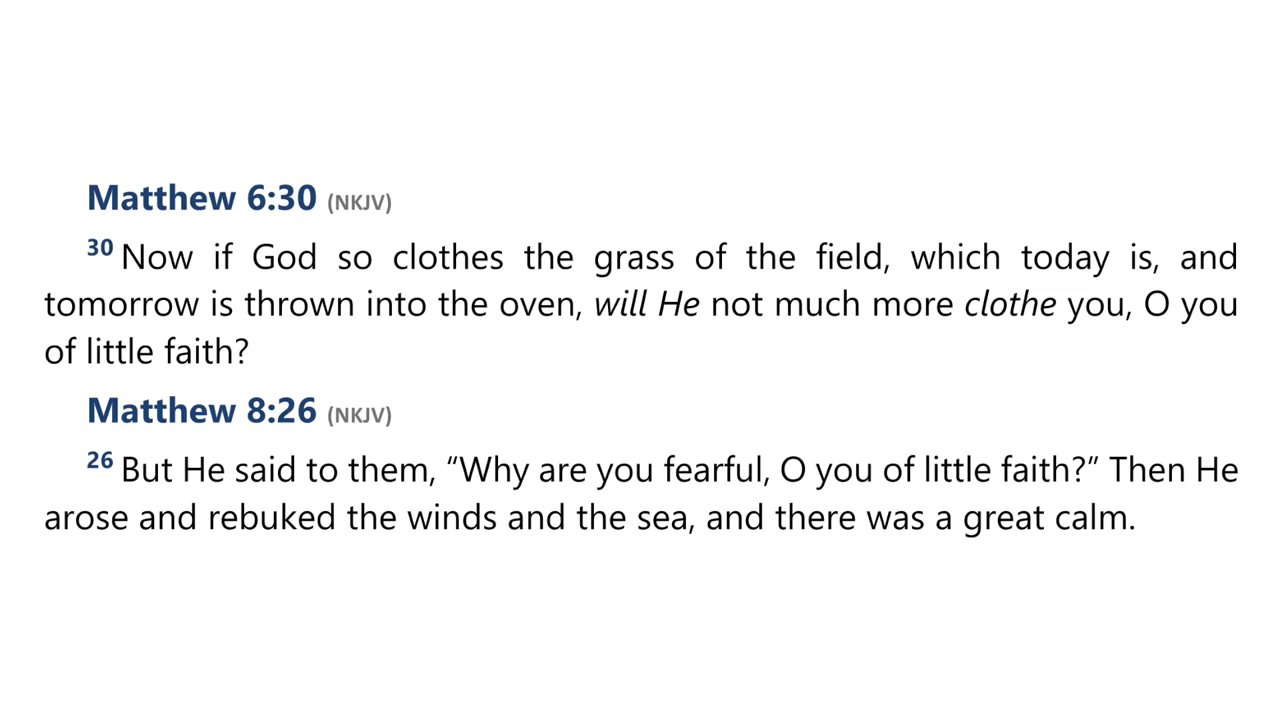 Matthew 6:30 (NKJV)
30 Now if God so clothes the grass of the field, which today is, and
tomorrow is thrown into the oven, will He not much more clothe you, O you
of little faith?
Matthew 8:26 (NKJV)
26 But He said to them, “Why are you fearful, O you of little faith?” Then He
arose and rebuked the winds and the sea, and there was a great calm.